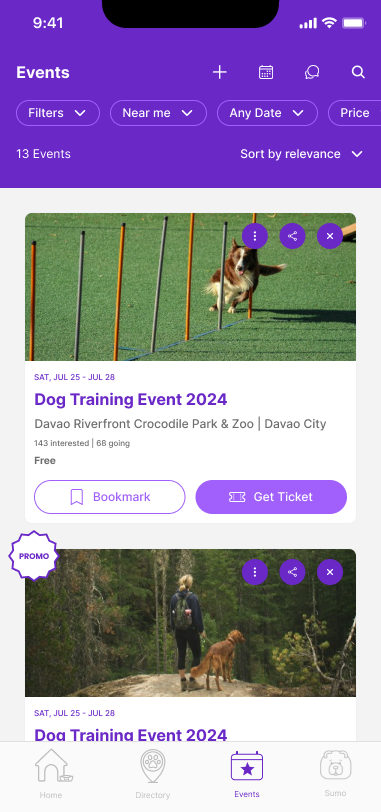 9:41
Events
Filters
Near me
Any Date
Price
13 Events
Sort by relevance
SAT, JUL 25 - JUL 28
Dog Training Event 2024
Davao Riverfront Crocodile Park & Zoo | Davao City
143 interested | 68 going
Free
Bookmark
Get Ticket
PROMO
SAT, JUL 25 - JUL 28
Dog Training Event 2024
Home
Directory
Events
Sumo